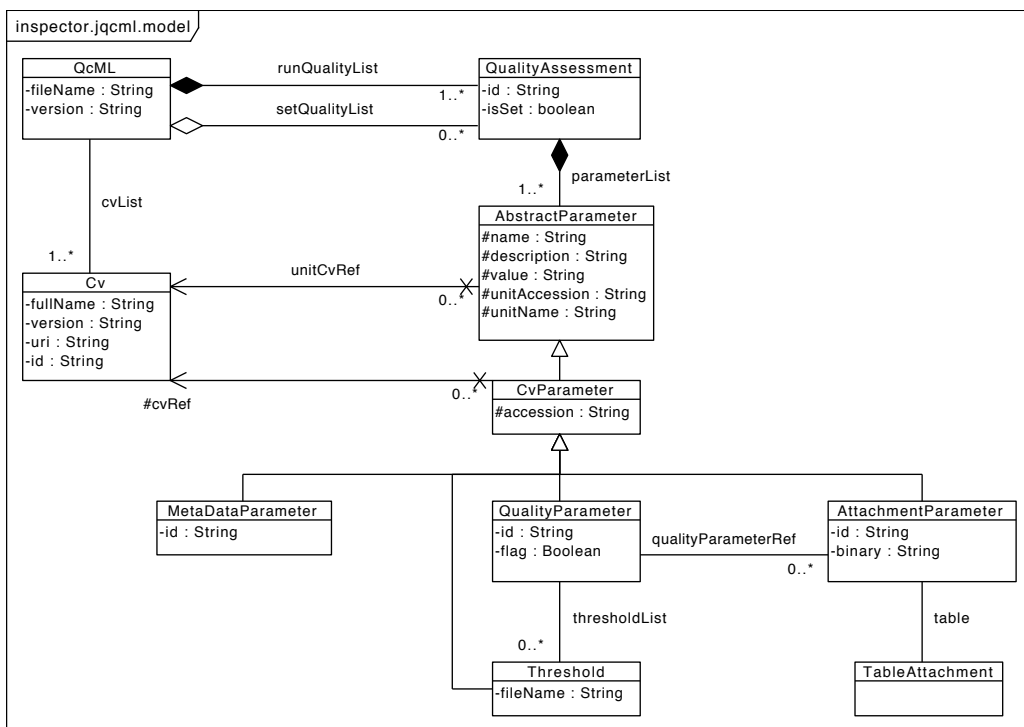 inspector.jqcml.model
QcML
-fileName : String
-version : String
runQualityList
1..*
setQualityList
0..*
QualityAssessment
-id : String
-isSet : boolean
parameterList
1..*
cvList
1..*
AbstractParameter
#name : String
#description : String
#value : String
#unitAccession : String
#unitName : String
unitCvRef
0..*
Cv
-fullName : String
-version : String
-uri : String
-id : String
#cvRef
0..*
CvParameter
#accession : String
MetaDataParameter
-id : String
QualityParameter
-id : String
-flag : Boolean
qualityParameterRef
0..*
AttachmentParameter
-id : String
-binary : String
thresholdList
0..*
table
Threshold
-fileName : String
TableAttachment